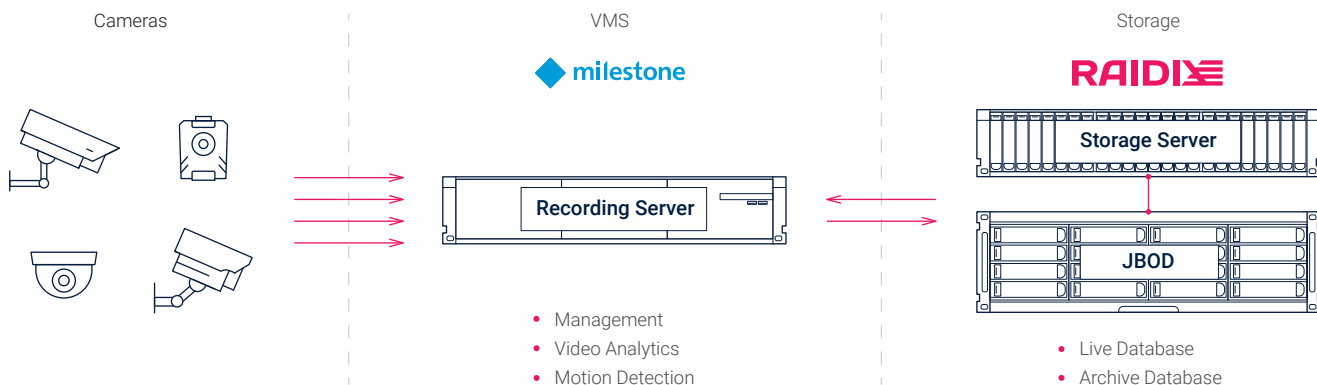 Cameras
VMS
Storage
milestone
RAIDIX
Storage Server
Recording Server
JBOD
Management
Video Analytics
Motion Detection
Live Database
Archive Database